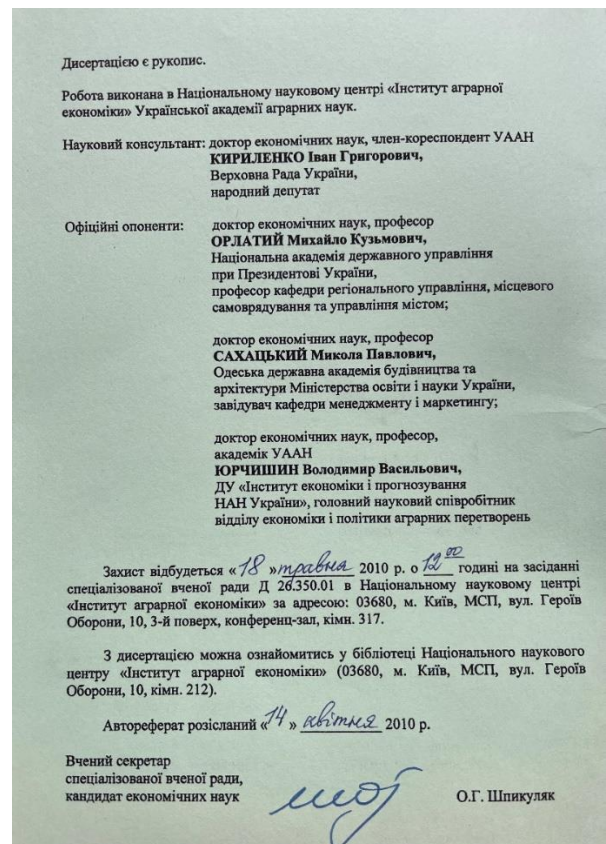 Дисертацією є рукопис.
Робота виконана в Національному науковому центрі «Інститут аграрної
економіки» Української академії аграрних наук.
Науковий консультант: доктор економічних наук, член-кореспондент УААН
КИРИЛЕНКО Іван Григорович,
Верховна Рада України,
народний депутат
Офіційні опоненти: доктор економічних наук, професор
ОРЛАТИЙ Михайло Кузьмович,
Національна академія державного управління
при Президентові України,
професор кафедри регіонального управління, місцевого
самоврядування та управління містом;
доктор економічних наук, професор
САХАЦЬКИЙ Микола Павлович,
Одеська державна академія будівництва та
архітектури Міністерства освіти і науки України,
завідувач кафедри менеджменту і маркетингу;
доктор економічних наук, професор,
академік УААН
ЮРЧИШИН Володимир Васильович,
ДУ «Інститут економіки і прогнозування
НАН України», головний науковий співробітник
відділу економіки і політики аграрних перетворень
Захист відбудеться «18» травня 2010 р. о 12 00 годині на засіданні
спеціалізованої вченої ради Д 26.350.01 в Національному науковому центрі
«Інститут аграрної економіки» за адресою: 03680, м. Київ, МСП, вул. Героїв
Оборони, 10, 3-й поверх, конференц-зал, кімн. 317.
З дисертацією можна ознайомитись у бібліотеці Національного наукового
центру «Інститут аграрної економіки» (03680, м. Київ, МСП, вул. Героїв
Оборони, 10, кімн. 212).
Автореферат розісланий «14» квітня 2010 р.
Вчений секретар
спеціалізованої вченої ради,
кандидат економічних наук О.Г. Шпикуляк